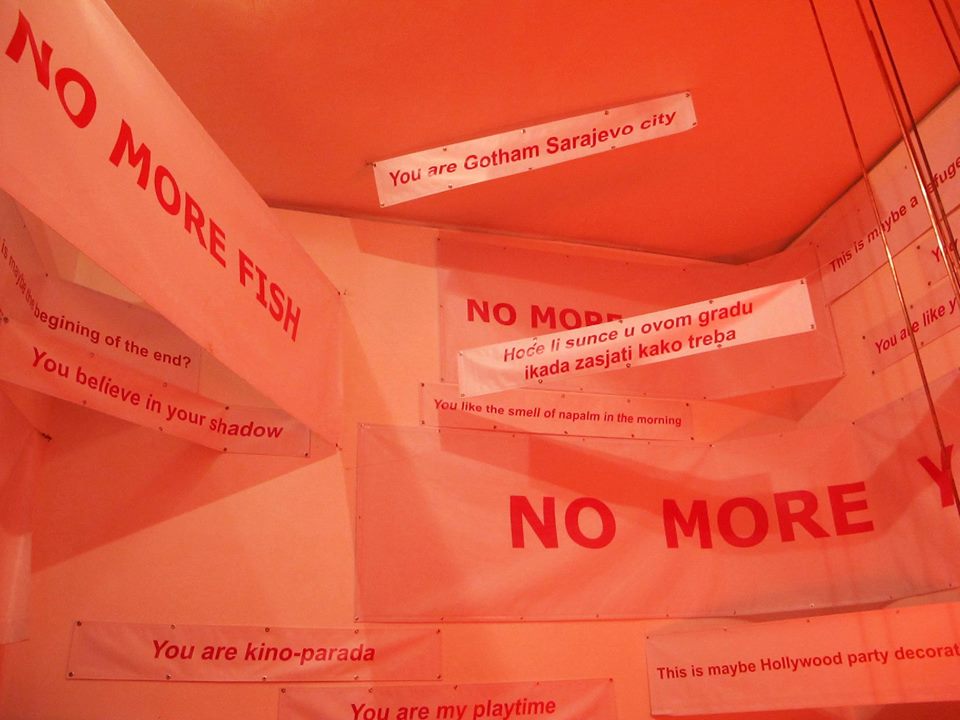 NO MORE FISH
You are Gotham Sarajevo city
This is maybe a refuge
NO MORE
Hoće li sunce u ovom gradu
ikada zasjati kako treba
You are like y
is maybe the begining of the end?
You believe in your shadow
You like the smell of napalm in the morning
NO MORE Y
You are kino-parada
This is maybe Hollywood party decorat
You are my playtime